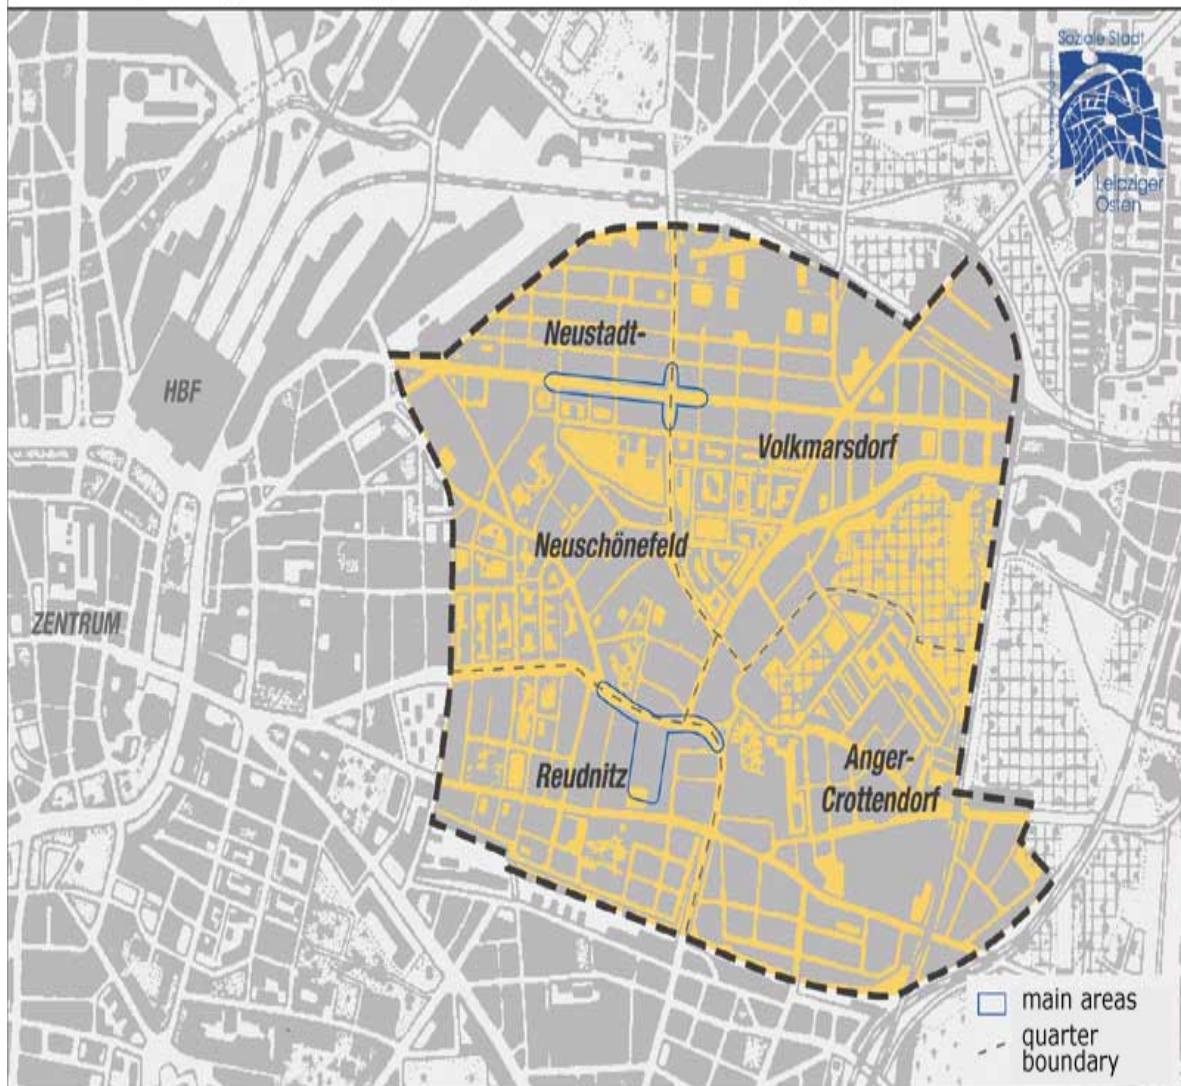 Soziale Stadt
Leipziger
Osten
Neustadt-
HBF
Volkmarsdorf
Neuschönefeld
ZENTRUM
Anger-
Crottendorf
Reudnitz
main areas
quarter
boundary